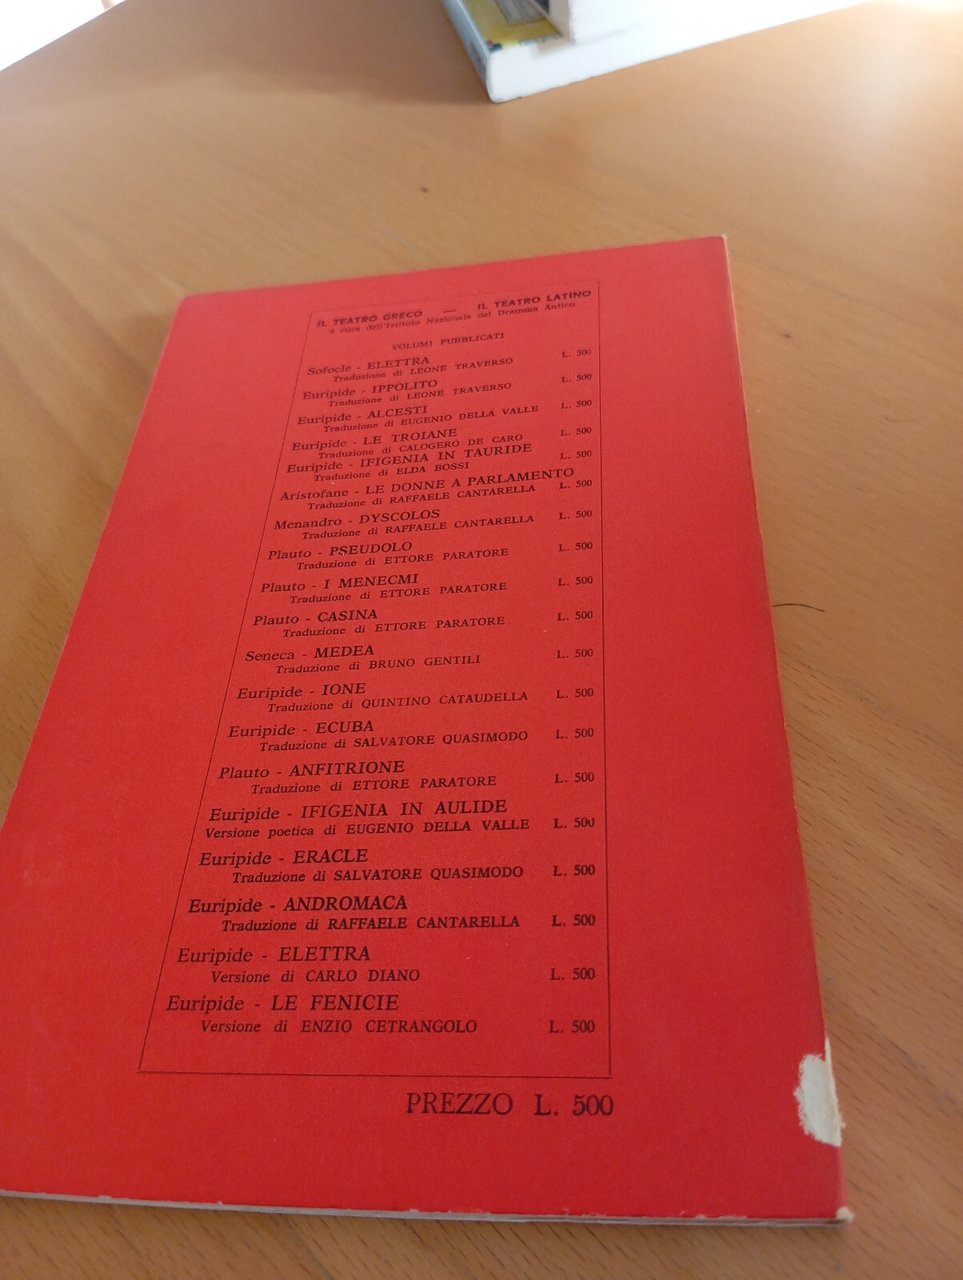 IL TEATRO GRECO — IL TEATRO LATINO
a cura dell'Istituto Nazionale del Dramma Antico
VOLUMI PUBBLICATI
Sofocle - ELETTRA
Traduzione di LEONE TRAVERSO L. 500
Euripide - IPPOLITO
Traduzione di LEONE TRAVERSO L. 500
Euripide - ALCESTI
Traduzione di EUGENIO DELLA VALLE L. 500
Euripide - LE TROIANE
Traduzione di CALOGERO DE CARO L. 500
Euripide - IFIGENIA IN TAURIDE
Traduzione di ELDA BOSSI L. 500
Aristofane - LE DONNE A PARLAMENTO
Traduzione di RAFFAELE CANTARELLA L. 500
Menandro - DYSCOLOS
Traduzione di RAFFAELE CANTARELLA L. 500
Plauto - PSEUDOLO
Traduzione di ETTORE PARATORE L. 500
Plauto - I MENECMI
Traduzione di ETTORE PARATORE L. 500
Plauto - CASINA
Traduzione di ETTORE PARATORE L. 500
Seneca - MEDEA
Traduzione di BRUNO GENTILI L. 500
Euripide - IONE
Traduzione di QUINTINO CATAUDELLA L. 500
Euripide - ECUBA
Traduzione di SALVATORE QUASIMODO L. 500
Plauto - ANFITRIONE
Traduzione di ETTORE PARATORE L. 500
Euripide - IFIGENIA IN AULIDE
Versione poetica di EUGENIO DELLA VALLE L. 500
Euripide - ERACLE
Traduzione di SALVATORE QUASIMODO L. 500
Euripide - ANDROMACA
Traduzione di RAFFAELE CANTARELLA L. 500
Euripide - ELETTRA
Versione di CARLO DIANO L. 500
Euripide - LE FENICIE
Versione di ENZIO CETRANGOLO L. 500
PREZZO L. 500